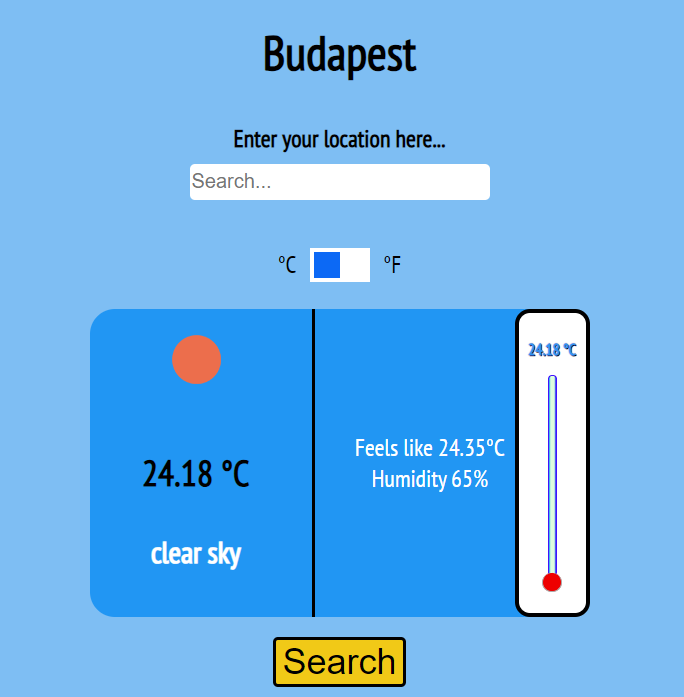 Budapest
Enter your location here...
Search...
°C °F
24.18 °C
24.18 °C
clear sky
Feels like 24.35°C
Humidity 65%
Search